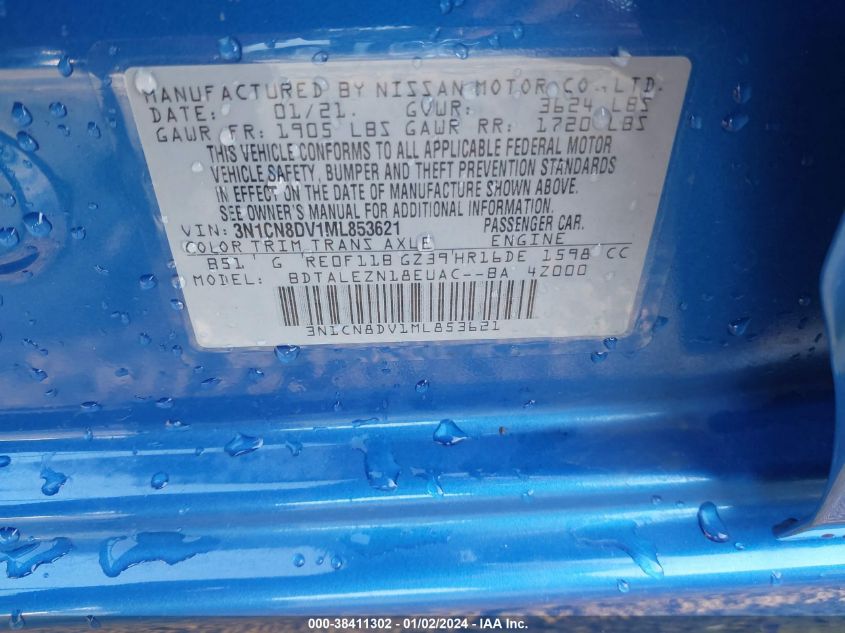 MANUFACTURED BY NISSAN MOTOR CO.,LTD.
DATE: 01/21. GVWR: 3624 LBS
GAWR FR: 1905 LBS GAWR RR: 1720 LBS
THIS VEHICLE CONFORMS TO ALL APPLICABLE FEDERAL MOTOR
VEHICLE SAFETY, BUMPER AND THEFT PREVENTION STANDARDS
IN EFFECT ON THE DATE OF MANUFACTURE SHOWN ABOVE.
SEE OWNER'S MANUAL FOR ADDITIONAL INFORMATION
VIN: 3N1CN8DV1ML853621 PASSENGER CAR.
COLOR TRIM TRANS AXLE ENGINE
B51 G RE0F11B GZ39 HR16DE 1598 CC
MODEL: BDTALEZNL8EUAC--BA 4Z000
3N1CN8DV1ML853621
000-38411302 - 01/02/2024 - © IAA, Inc.